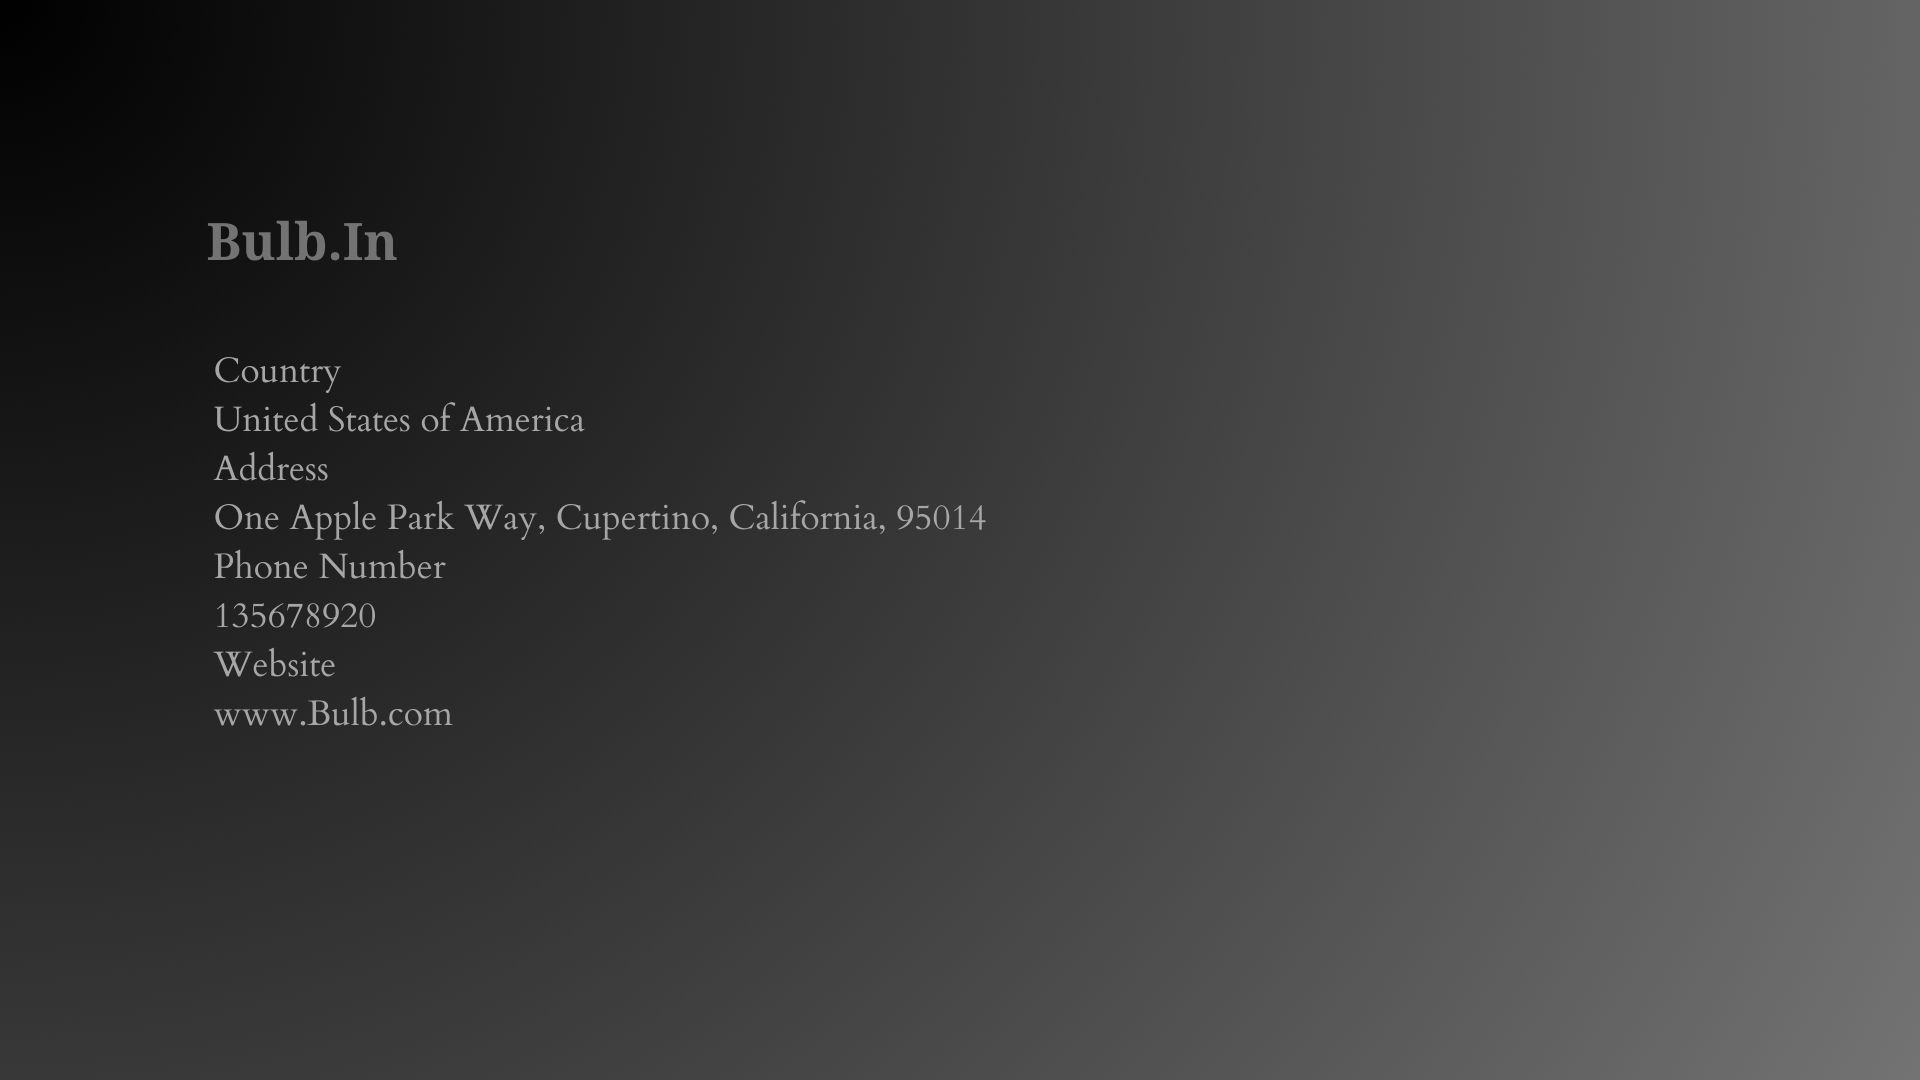 Bulb.In
Country
United States of America
Address
One Apple Park Way, Cupertino, California, 95014
Phone Number
135678920
Website
www.Bulb.com